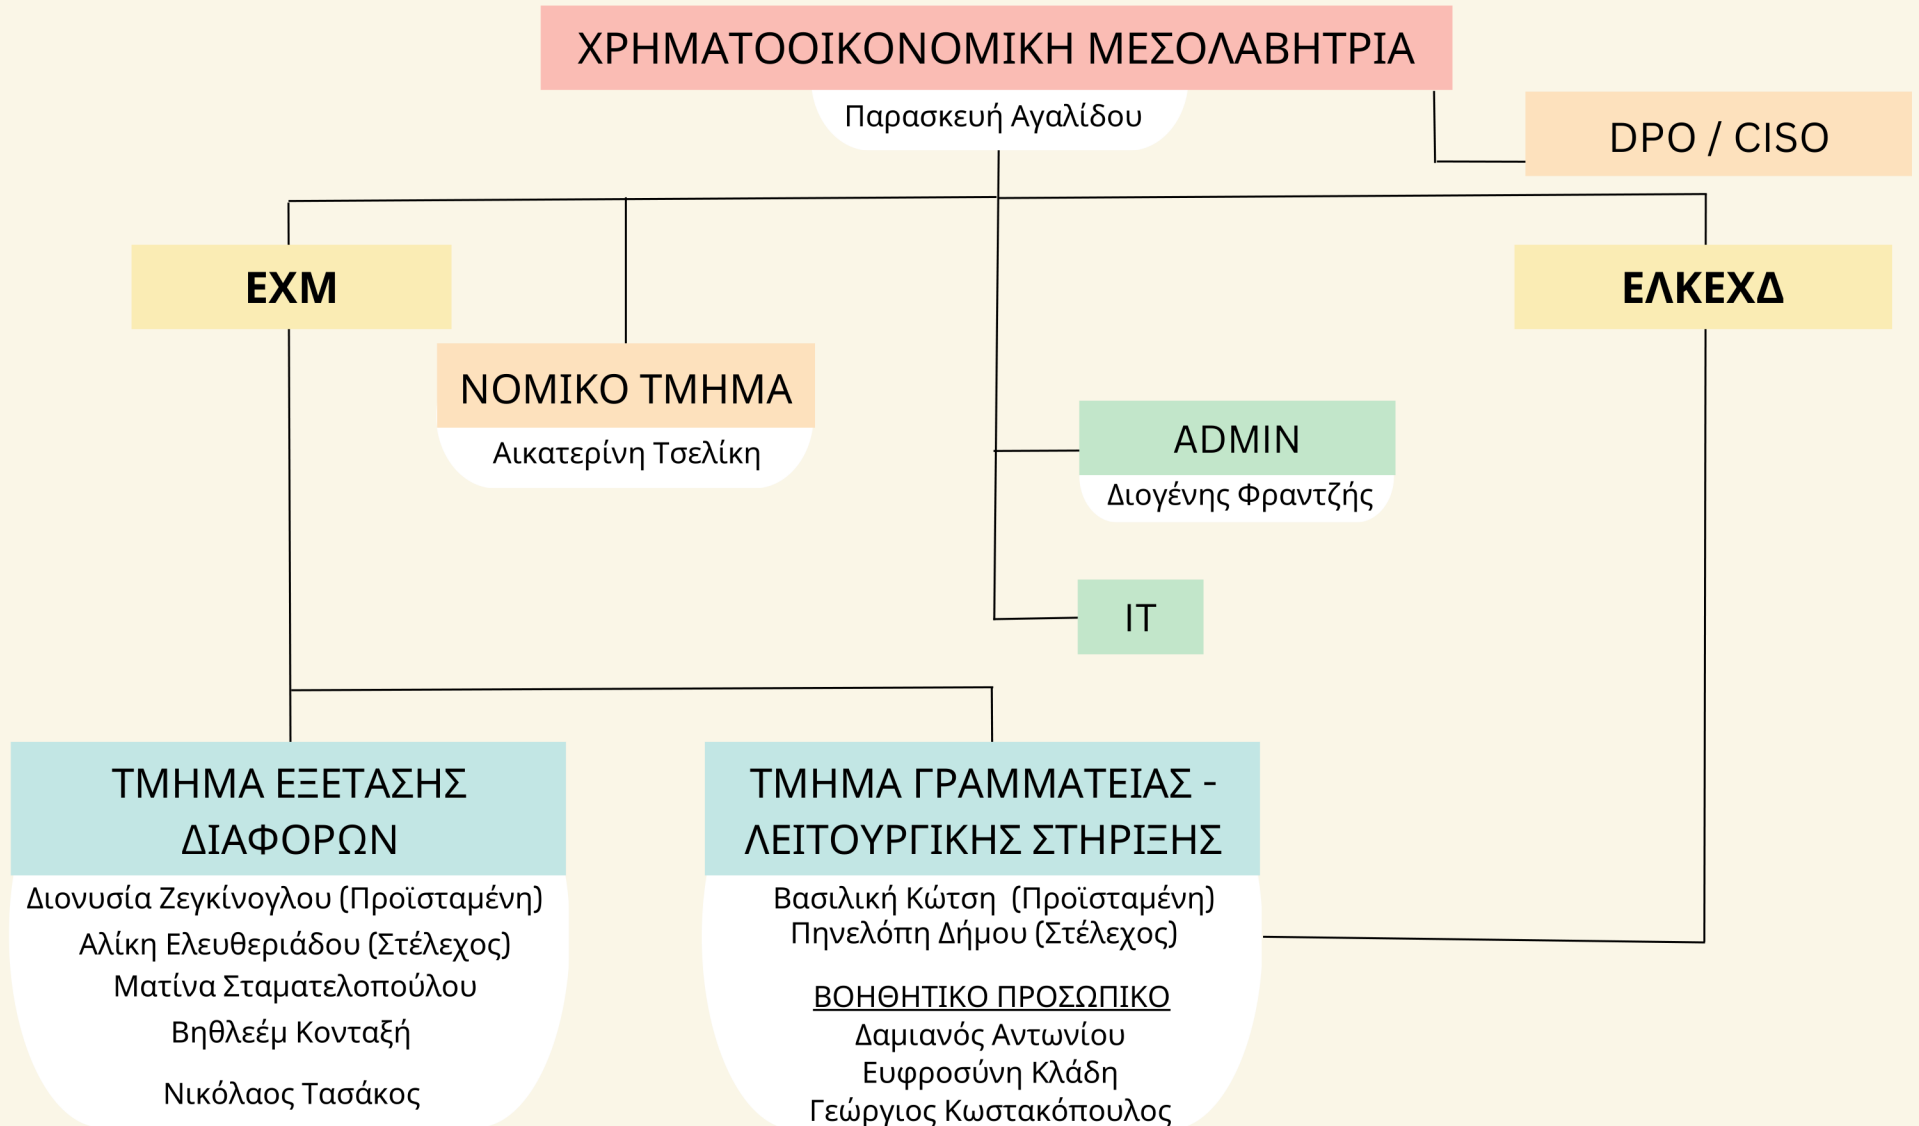 ΧΡΗΜΑΤΟΟΙΚΟΝΟΜΙΚΗ ΜΕΣΟΛΑΒΗΤΡΙΑ
Παρασκευή Αγαλίδου
DPO / CISO
ΕΧΜ
ΕΛΚΕΧΔ
ΝΟΜΙΚΟ ΤΜΗΜΑ
Αικατερίνη Τσελίκη
ADMIN
Διογένης Φραντζής
IT
ΤΜΗΜΑ ΕΞΕΤΑΣΗΣ
ΔΙΑΦΟΡΩΝ
Διονυσία Ζεγκίνογλου (Προϊσταμένη)
Αλίκη Ελευθεριάδου (Στέλεχος)
Ματίνα Σταματελοπούλου
Βηθλεέμ Κονταξή
Νικόλαος Τασάκος
ΤΜΗΜΑ ΓΡΑΜΜΑΤΕΙΑΣ -
ΛΕΙΤΟΥΡΓΙΚΗΣ ΣΤΗΡΙΞΗΣ
Βασιλική Κώτση (Προϊσταμένη)
Πηνελόπη Δήμου (Στέλεχος)
ΒΟΗΘΗΤΙΚΟ ΠΡΟΣΩΠΙΚΟ
Δαμιανός Αντωνίου
Ευφροσύνη Κλάδη
Γεώργιος Κωστακόπουλος